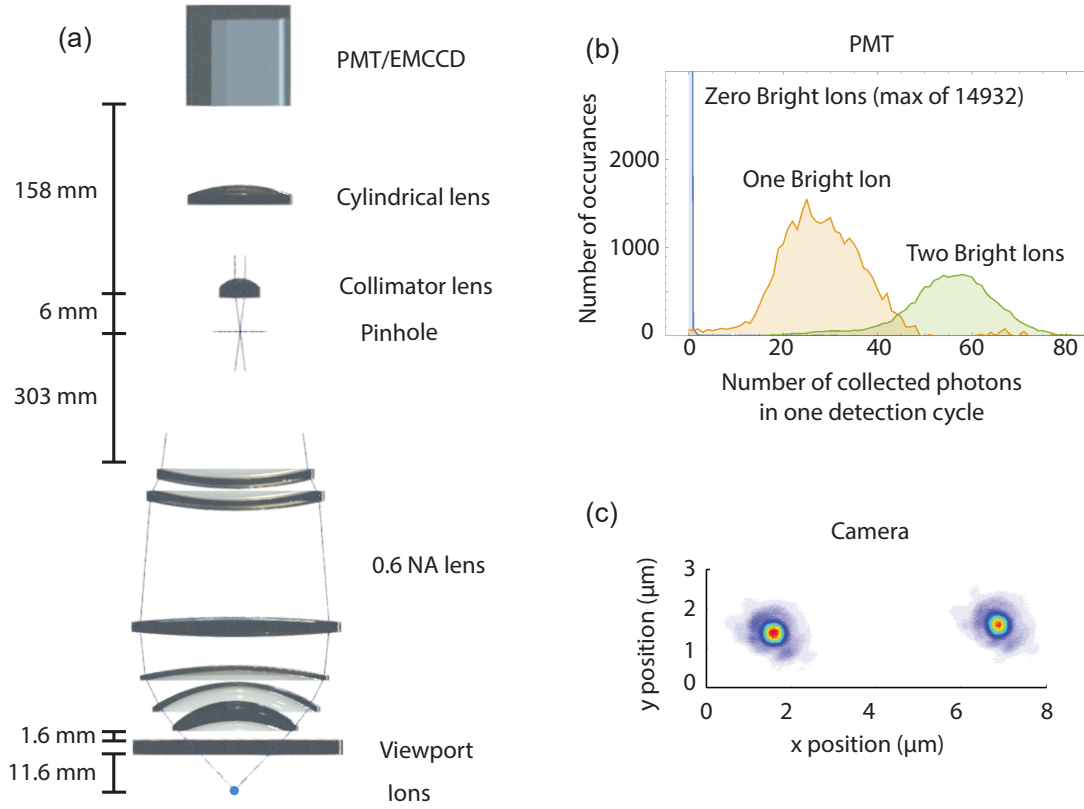 (a)
PMT/EMCCD
158 mm
Cylindrical lens
Collimator lens
6 mm
Pinhole
303 mm
0.6 NA lens
1.6 mm
Viewport
11.6 mm
Ions
(b)
PMT
Zero Bright Ions (max of 14932)
One Bright Ion
Two Bright Ions
Number of occurances
2000
1000
0
0 20 40 60 80
Number of collected photons
in one detection cycle
(c)
Camera
y position (μm)
3
2
1
0
0 2 4 6 8
x position (μm)